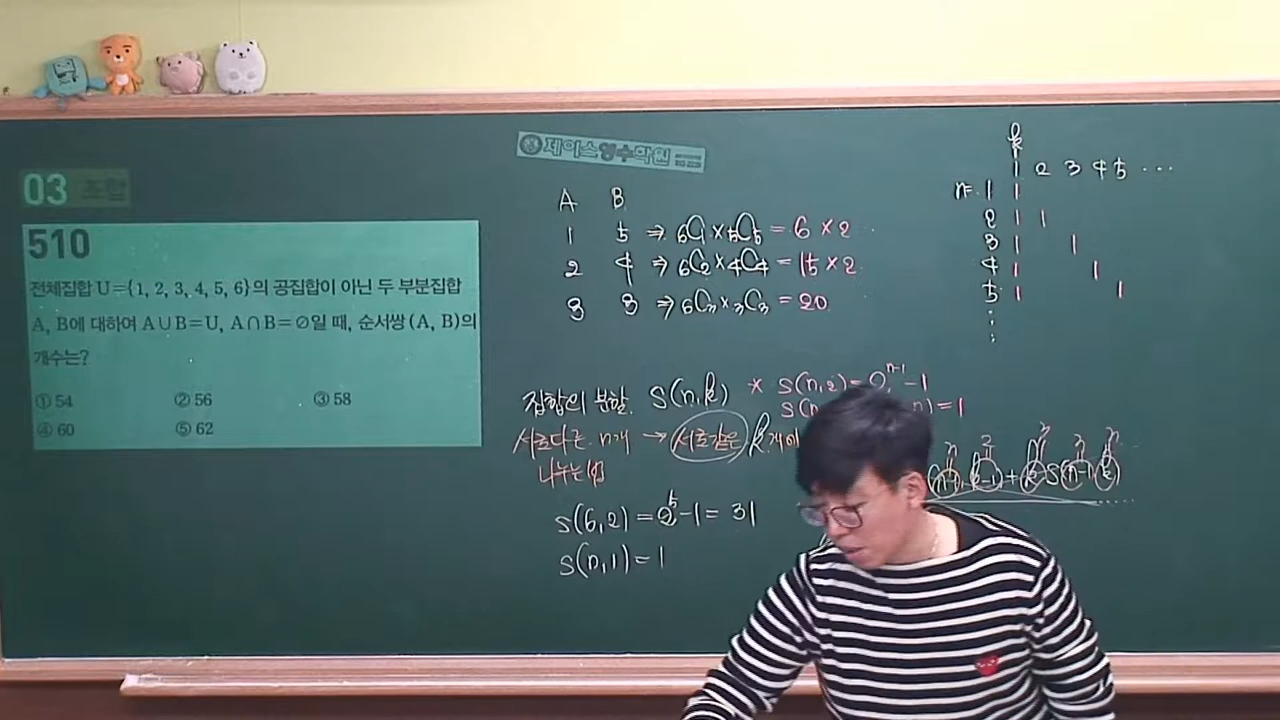 03 조합
510
전체집합 U={1, 2, 3, 4, 5, 6}의 공집합이 아닌 두 부분집합
A, B에 대하여 A∪B=U, A∩B=∅일 때, 순서쌍 (A, B)의
개수는?
① 54 ② 56 ③ 58
④ 60 ⑤ 62
제이스영수학원
A B
1 5 ⇒ 6C1×5C5 = 6×2
2 4 ⇒ 6C2×4C4 = 15×2
3 3 ⇒ 6C3×3C3 = 20
집합의 분할. S(n,k) * S(n,2)=2^{n-1}-1
=1
서로다른 n개 → 서로같은 k개에
나누는 법
S(6,2)=2^5-1=31
S(n,1)=1
k
1 2 3 4 5 ...
n. 1 1
2 1 1
3 1 1
4 1 1
5 1 1
(n-1, k-1)+k S(n-1, k)